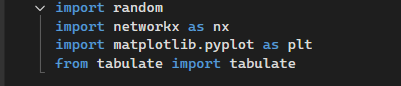 import random
import networkx as nx
import matplotlib.pyplot as plt
from tabulate import tabulate